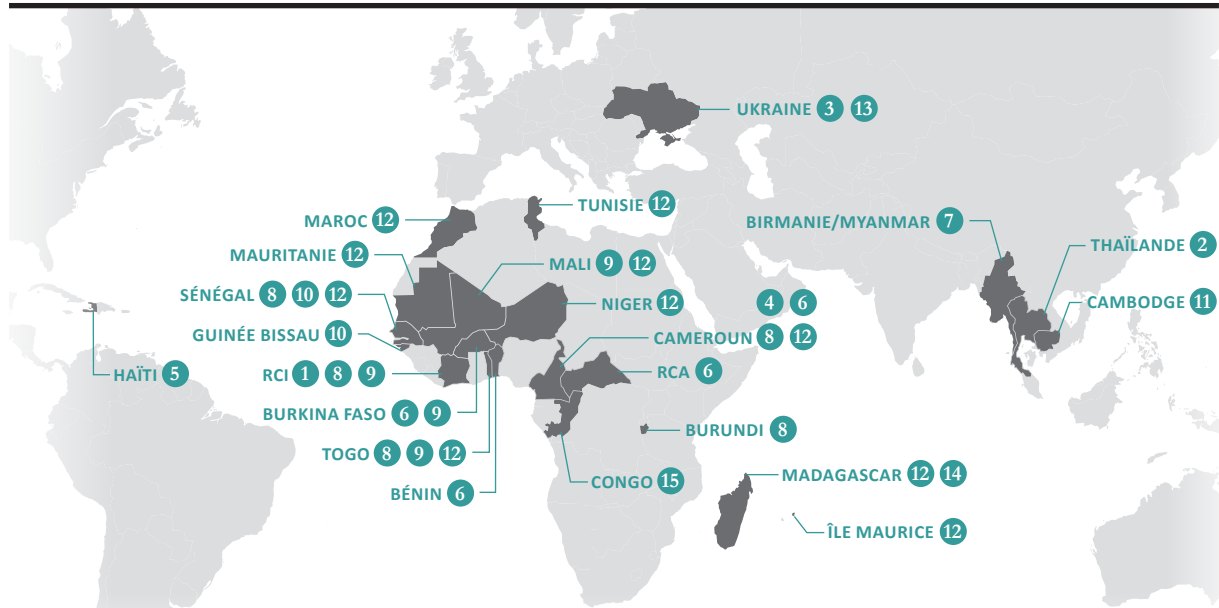 UKRAINE 3 13
TUNISIE 12
MAROC 12
BIRMANIE/MYANMAR 7
THAÏLANDE 2
MAURITANIE 12
MALI 9 12
SÉNÉGAL 8 10 12
NIGER 12
4 6
CAMBODGE 11
GUINÉE BISSAU 10
CAMEROUN 8 12
HAÏTI 5
RCI 1 8 9
RCA 6
BURKINA FASO 6 9
BURUNDI 8
TOGO 8 9 12
CONGO 15
MADAGASCAR 12 14
BÉNIN 6
ÎLE MAURICE 12